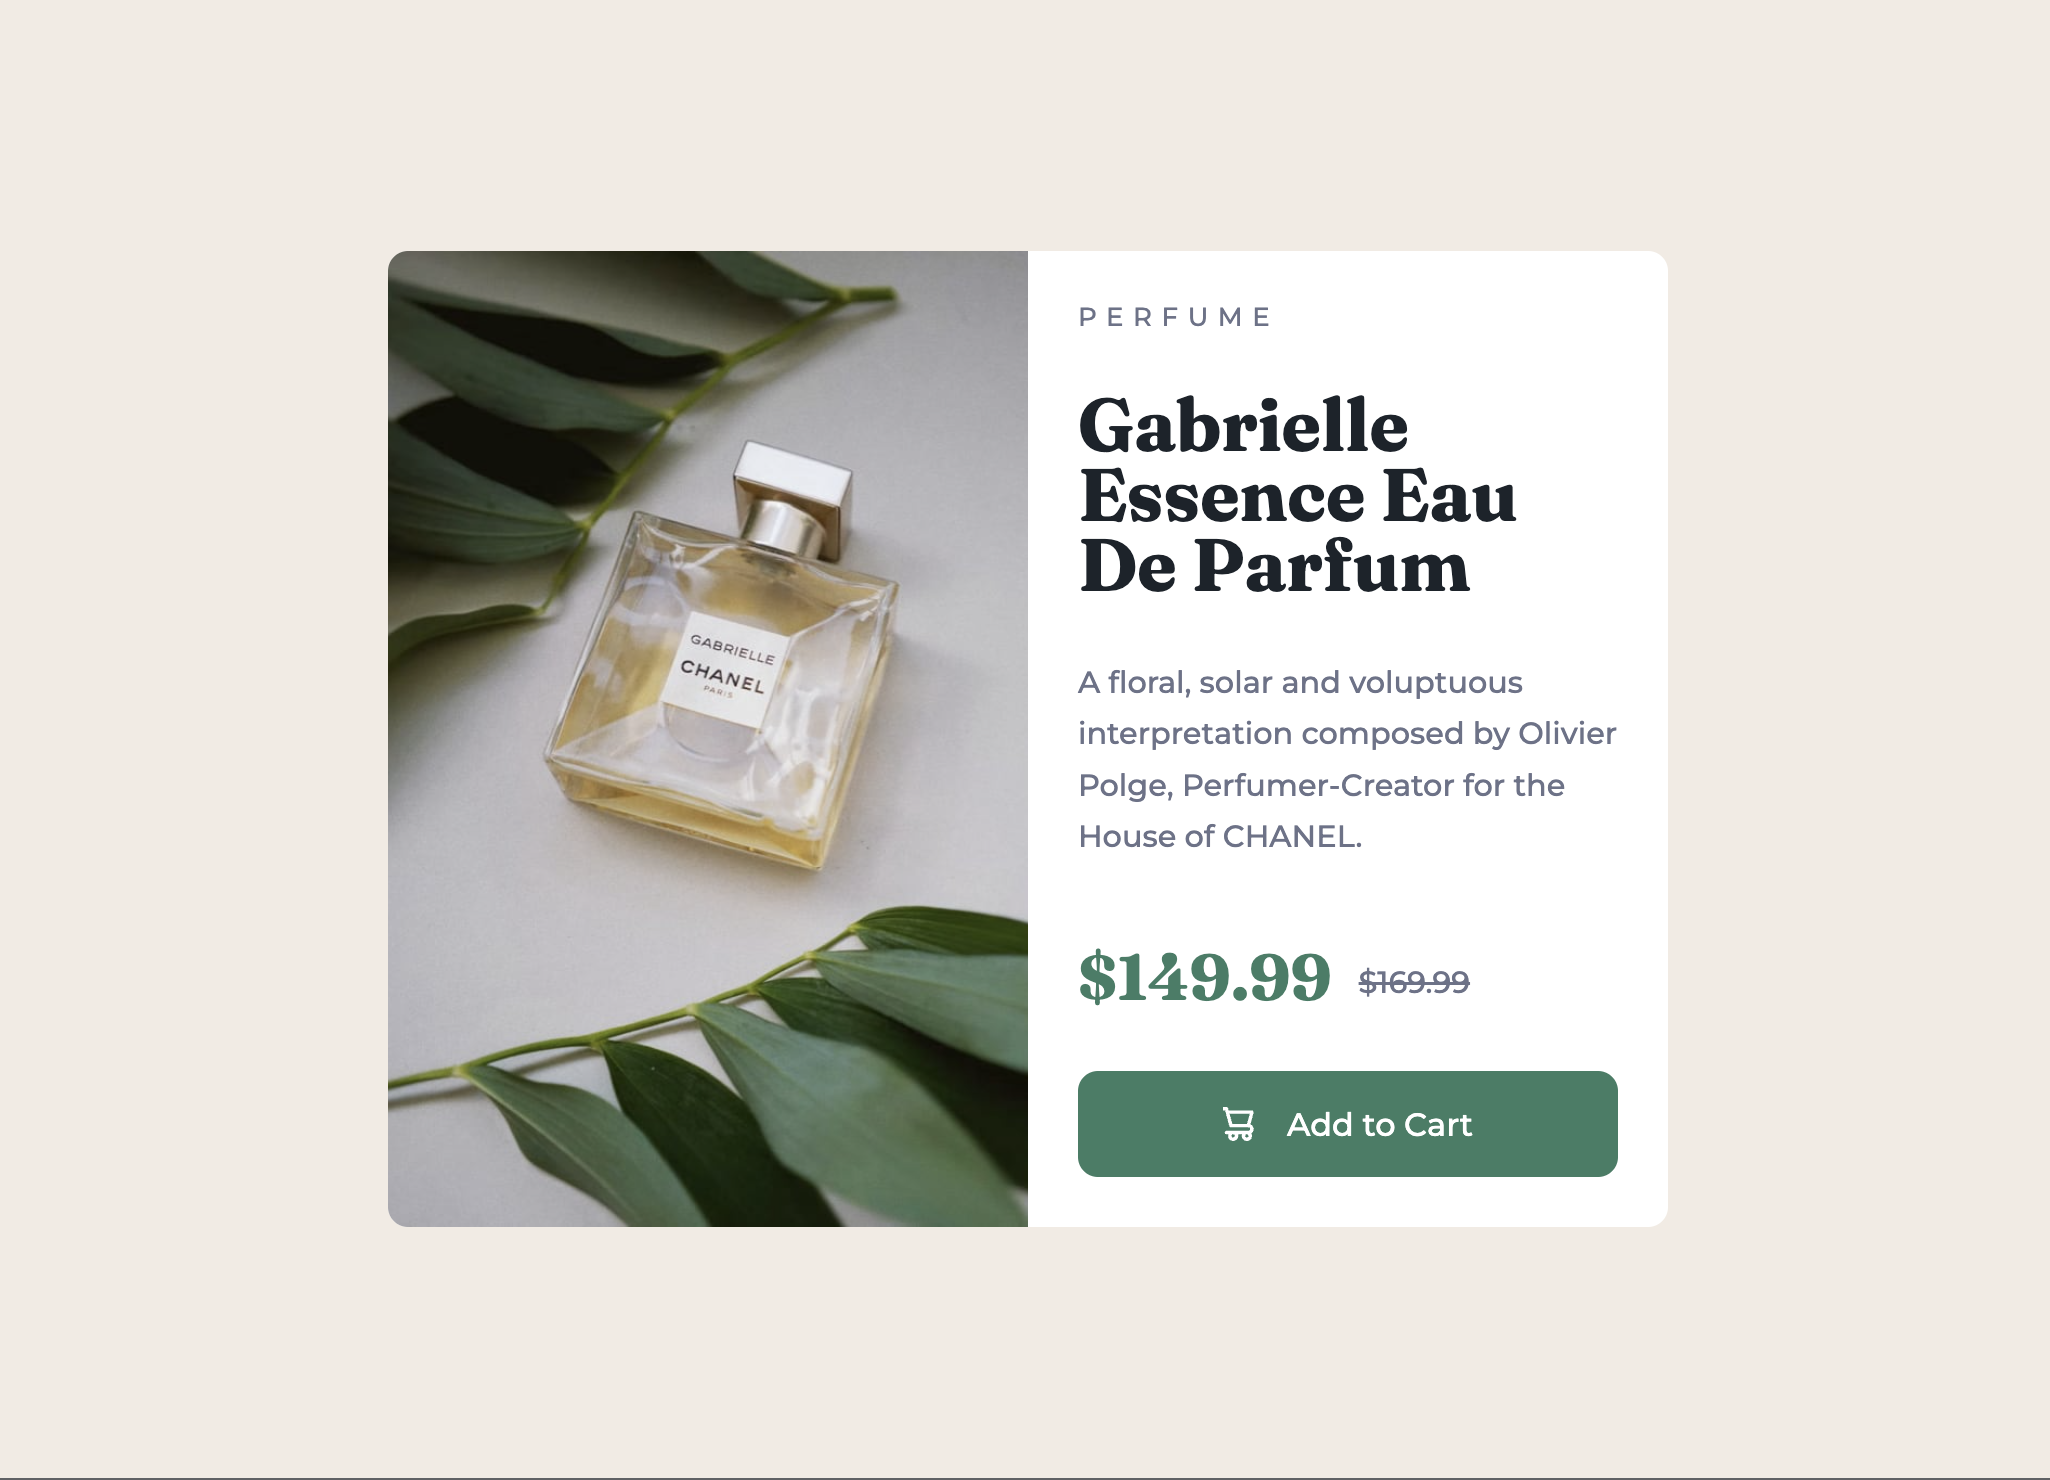 GABRIELLE
CHANEL
PARIS
PERFUME
Gabrielle
Essence Eau
De Parfum
A floral, solar and voluptuous
interpretation composed by Olivier
Polge, Perfumer-Creator for the
House of CHANEL.
$149.99 $169.99
Add to Cart